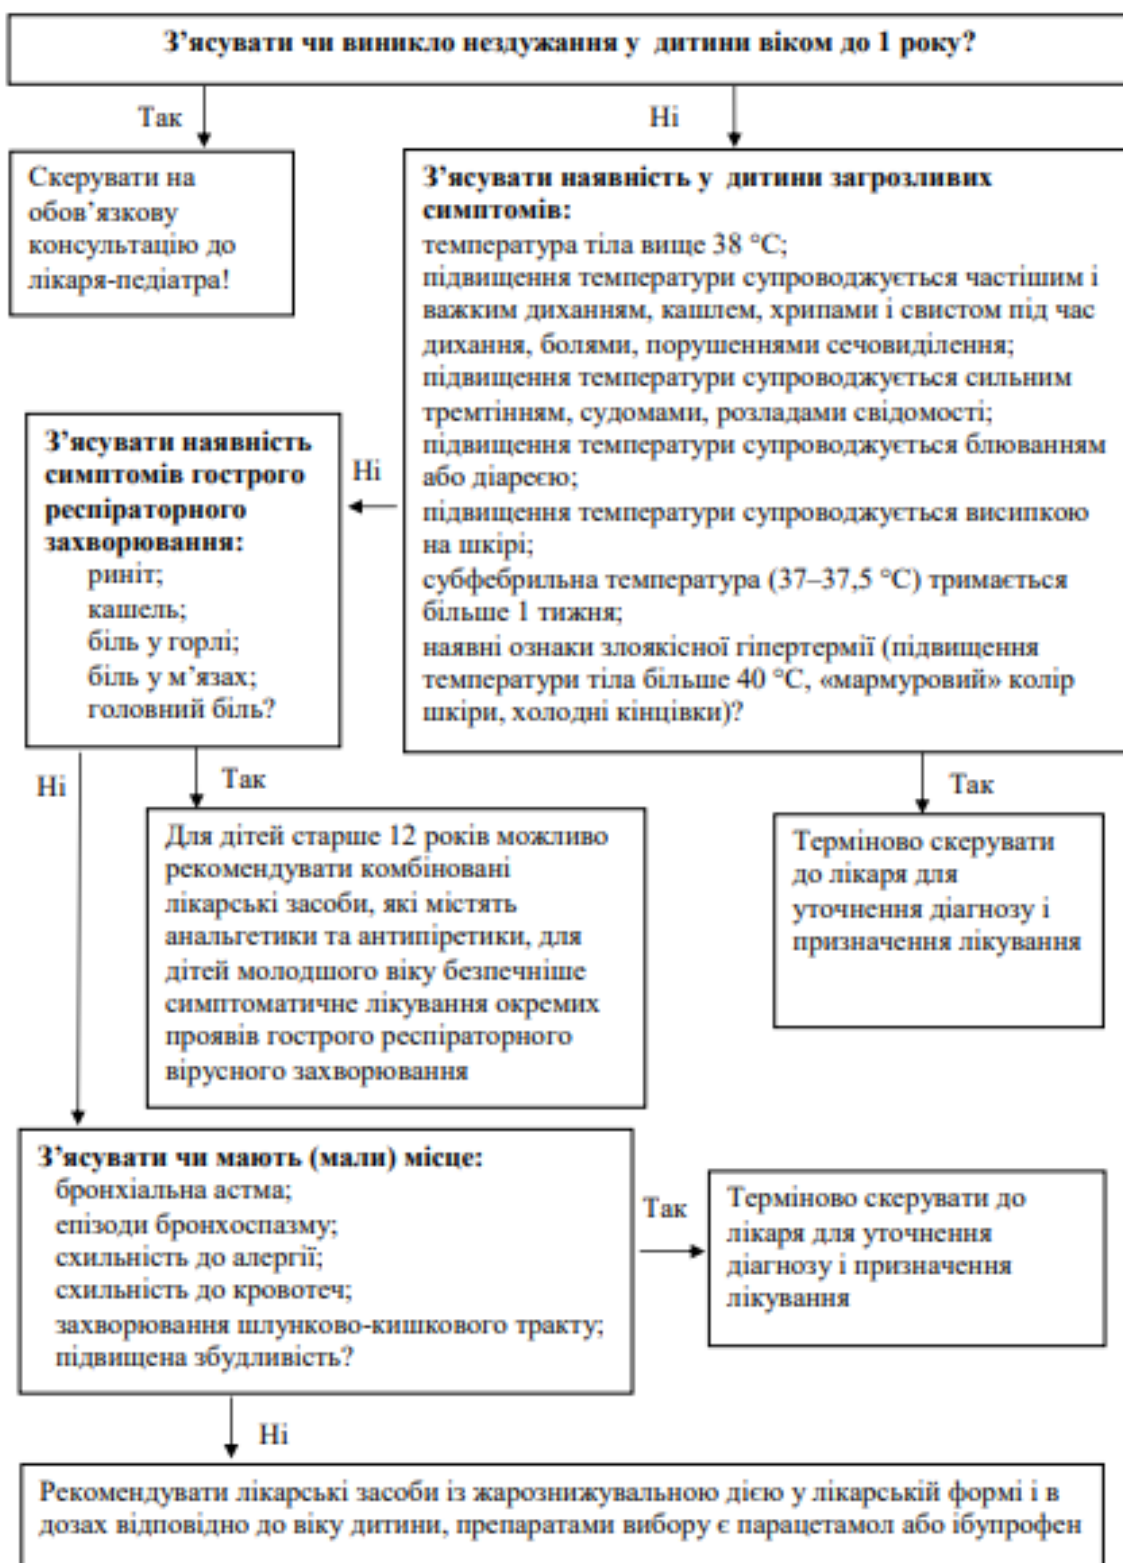 З’ясувати чи виникло нездужання у дитини віком до 1 року?
Так
Ні
Скерувати на
обов’язкову
консультацію до
лікаря-педіатра!
З’ясувати наявність у дитини загрозливих
симптомів:
температура тіла вище 38 °С;
підвищення температури супроводжується частішим і
важким диханням, кашлем, хрипами і свистом під час
дихання, болями, порушеннями сечовиділення;
підвищення температури супроводжується сильним
тремтінням, судомами, розладами свідомості;
підвищення температури супроводжується блюванням
або діареєю;
підвищення температури супроводжується висипкою
на шкірі;
субфебрильна температура (37–37,5 °С) тримається
більше 1 тижня;
наявні ознаки злоякісної гіпертермії (підвищення
температури тіла більше 40 °С, «мармуровий» колір
шкіри, холодні кінцівки)?
Ні
З’ясувати наявність
симптомів гострого
респіраторного
захворювання:
риніт;
кашель;
біль у горлі;
біль у м’язах;
головний біль?
Ні
Так
Так
Для дітей старше 12 років можливо
рекомендувати комбіновані
лікарські засоби, які містять
анальгетики та антипіретики, для
дітей молодшого віку безпечніше
симптоматичне лікування окремих
проявів гострого респіраторного
вірусного захворювання
Терміново скерувати
до лікаря для
уточнення діагнозу і
призначення лікування
З’ясувати чи мають (мали) місце:
бронхіальна астма;
епізоди бронхоспазму;
схильність до алергії;
схильність до кровотеч;
захворювання шлунково-кишкового тракту;
підвищена збудливість?
Так
Терміново скерувати до
лікаря для уточнення
діагнозу і призначення
лікування
Ні
Рекомендувати лікарські засоби із жарознижувальною дією у лікарській формі і в
дозах відповідно до віку дитини, препаратами вибору є парацетамол або ібупрофен